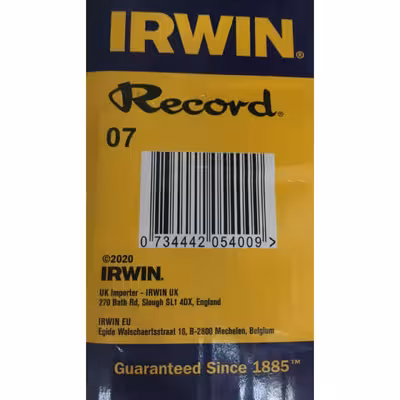 IRWIN®
Record®
07
0 734442 054009 >
©2020
IRWIN.
UK Importer - IRWIN UK
270 Bath Rd, Slough SL1 4DX, England
IRWIN EU
Egide Walschaertsstraat 16, B-2800 Mechelen, Belgium
Guaranteed Since 1885™